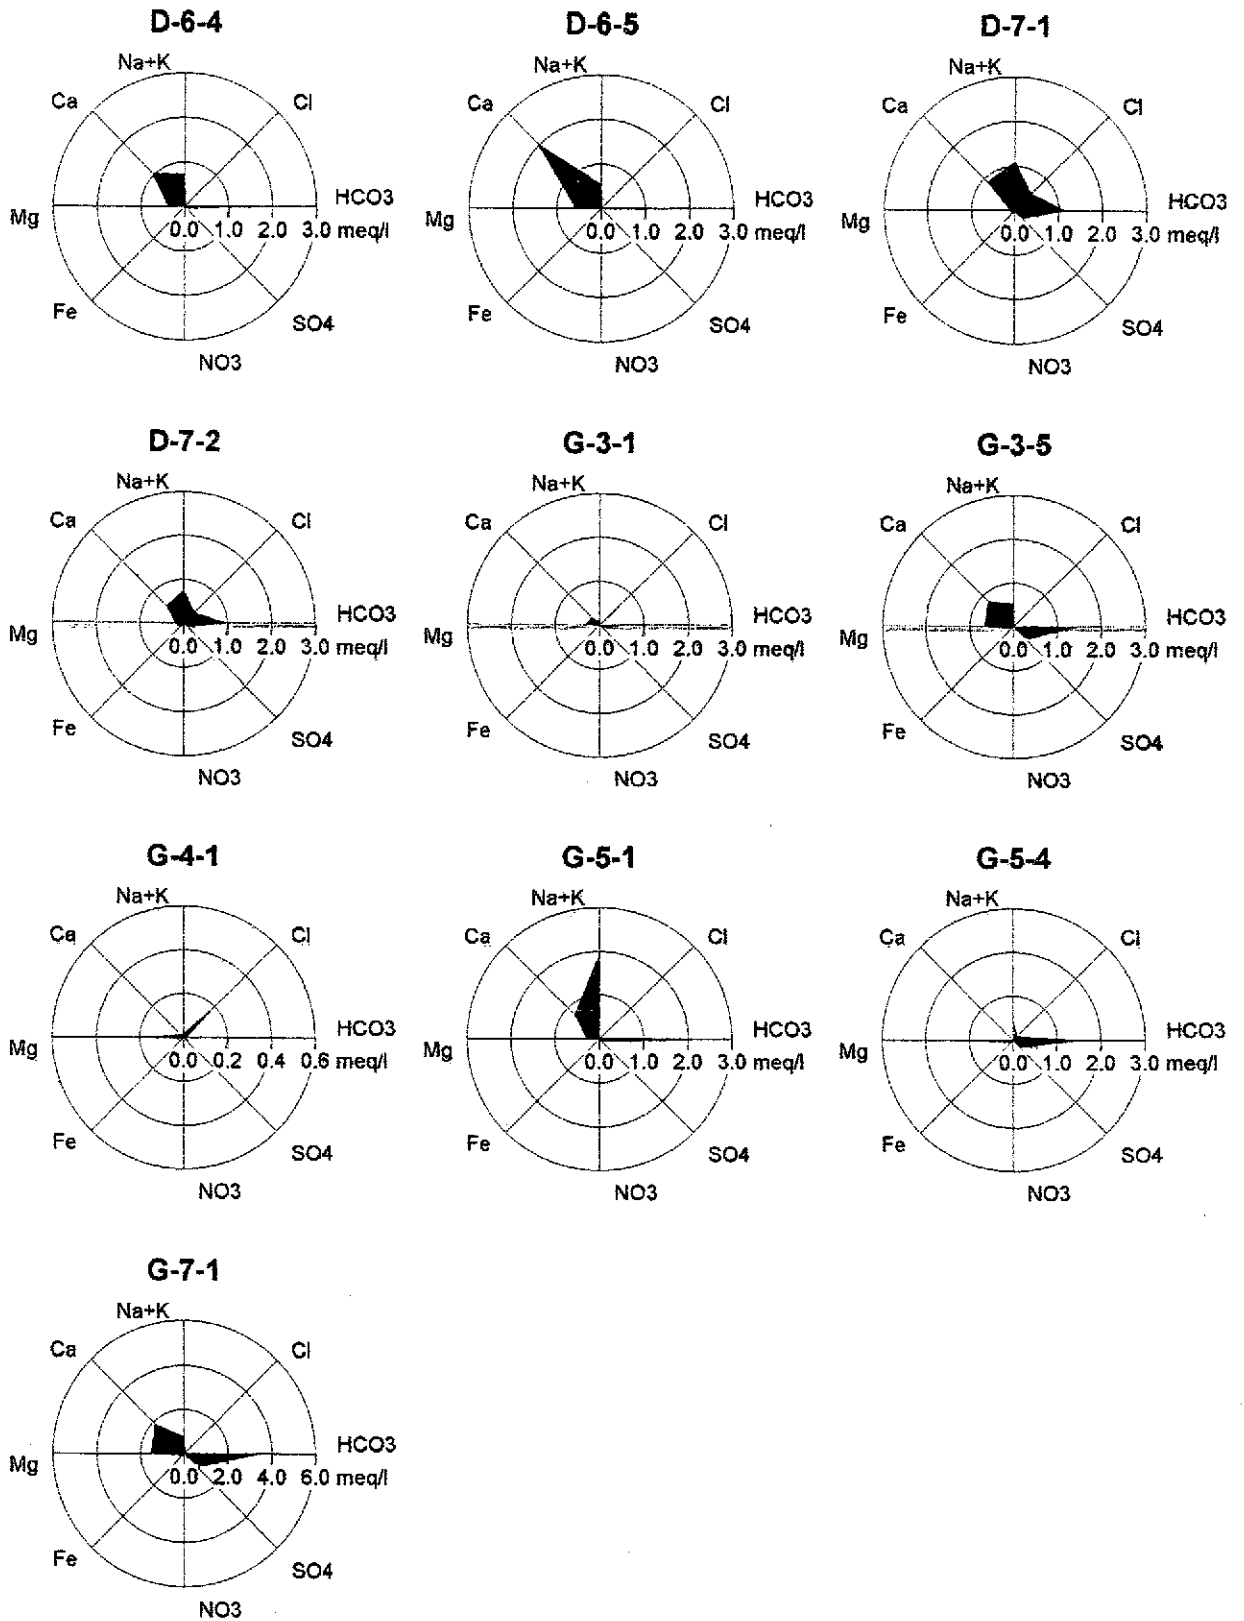 D-6-4
Na+K
Ca
Cl
HCO3
Mg
0.0 1.0 2.0 3.0 meq/l
Fe
SO4
NO3
D-6-5
Na+K
Ca
Cl
HCO3
Mg
0.0 1.0 2.0 3.0 meq/l
Fe
SO4
NO3
D-7-1
Na+K
Ca
Cl
HCO3
Mg
0.0 1.0 2.0 3.0 meq/l
Fe
SO4
NO3
D-7-2
Na+K
Ca
Cl
HCO3
Mg
0.0 1.0 2.0 3.0 meq/l
Fe
SO4
NO3
G-3-1
Na+K
Ca
Cl
HCO3
Mg
0.0 1.0 2.0 3.0 meq/l
Fe
SO4
NO3
G-3-5
Na+K
Ca
Cl
HCO3
Mg
0.0 1.0 2.0 3.0 meq/l
Fe
SO4
NO3
G-4-1
Na+K
Ca
Cl
HCO3
Mg
0.0 0.2 0.4 0.6 meq/l
Fe
SO4
NO3
G-5-1
Na+K
Ca
Cl
HCO3
Mg
0.0 1.0 2.0 3.0 meq/l
Fe
SO4
NO3
G-5-4
Na+K
Ca
Cl
HCO3
Mg
0.0 1.0 2.0 3.0 meq/l
Fe
SO4
NO3
G-7-1
Na+K
Ca
Cl
HCO3
Mg
0.0 2.0 4.0 6.0 meq/l
Fe
SO4
NO3